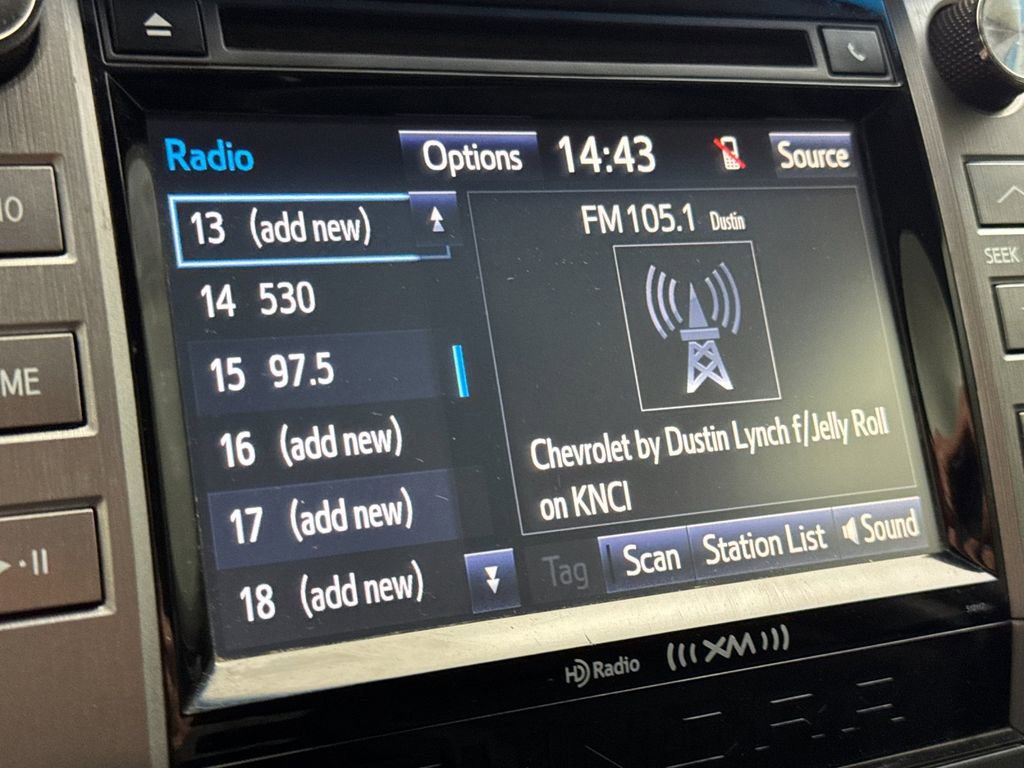 Radio
Options
14:43
Source
13 (add new)
14 530
15 97.5
16 (add new)
17 (add new)
18 (add new)
FM 105.1 Dustin
Chevrolet by Dustin Lynch f/Jelly Roll
on KNCI
Tag
Scan
Station List
Sound
SEEK
HD Radio
XM